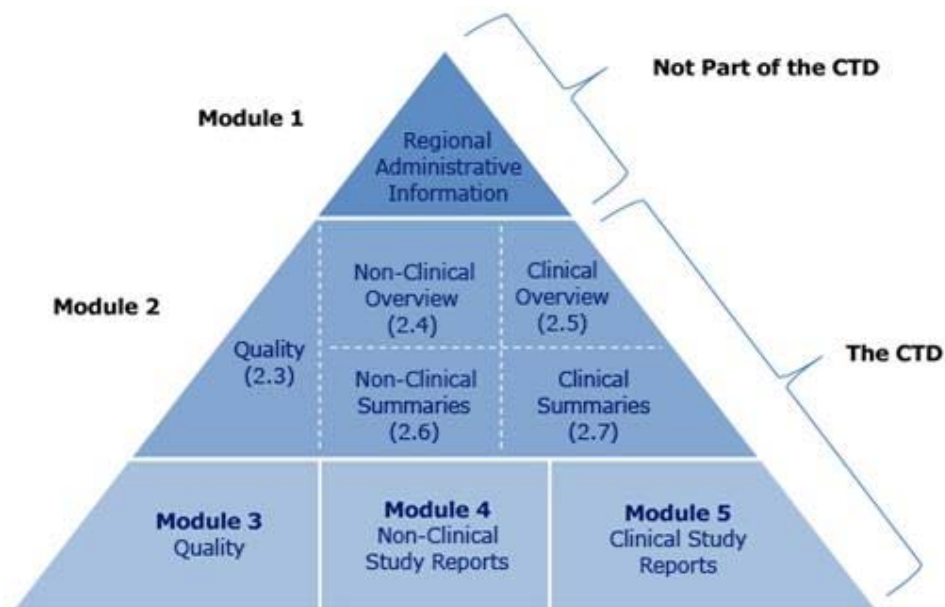 Not Part of the CTD
Module 1
Regional
Administrative
Information
Module 2
Non-Clinical
Overview
(2.4)
Clinical
Overview
(2.5)
Quality
(2.3)
Non-Clinical
Summaries
(2.6)
Clinical
Summaries
(2.7)
The CTD
Module 3
Quality
Module 4
Non-Clinical
Study Reports
Module 5
Clinical Study
Reports